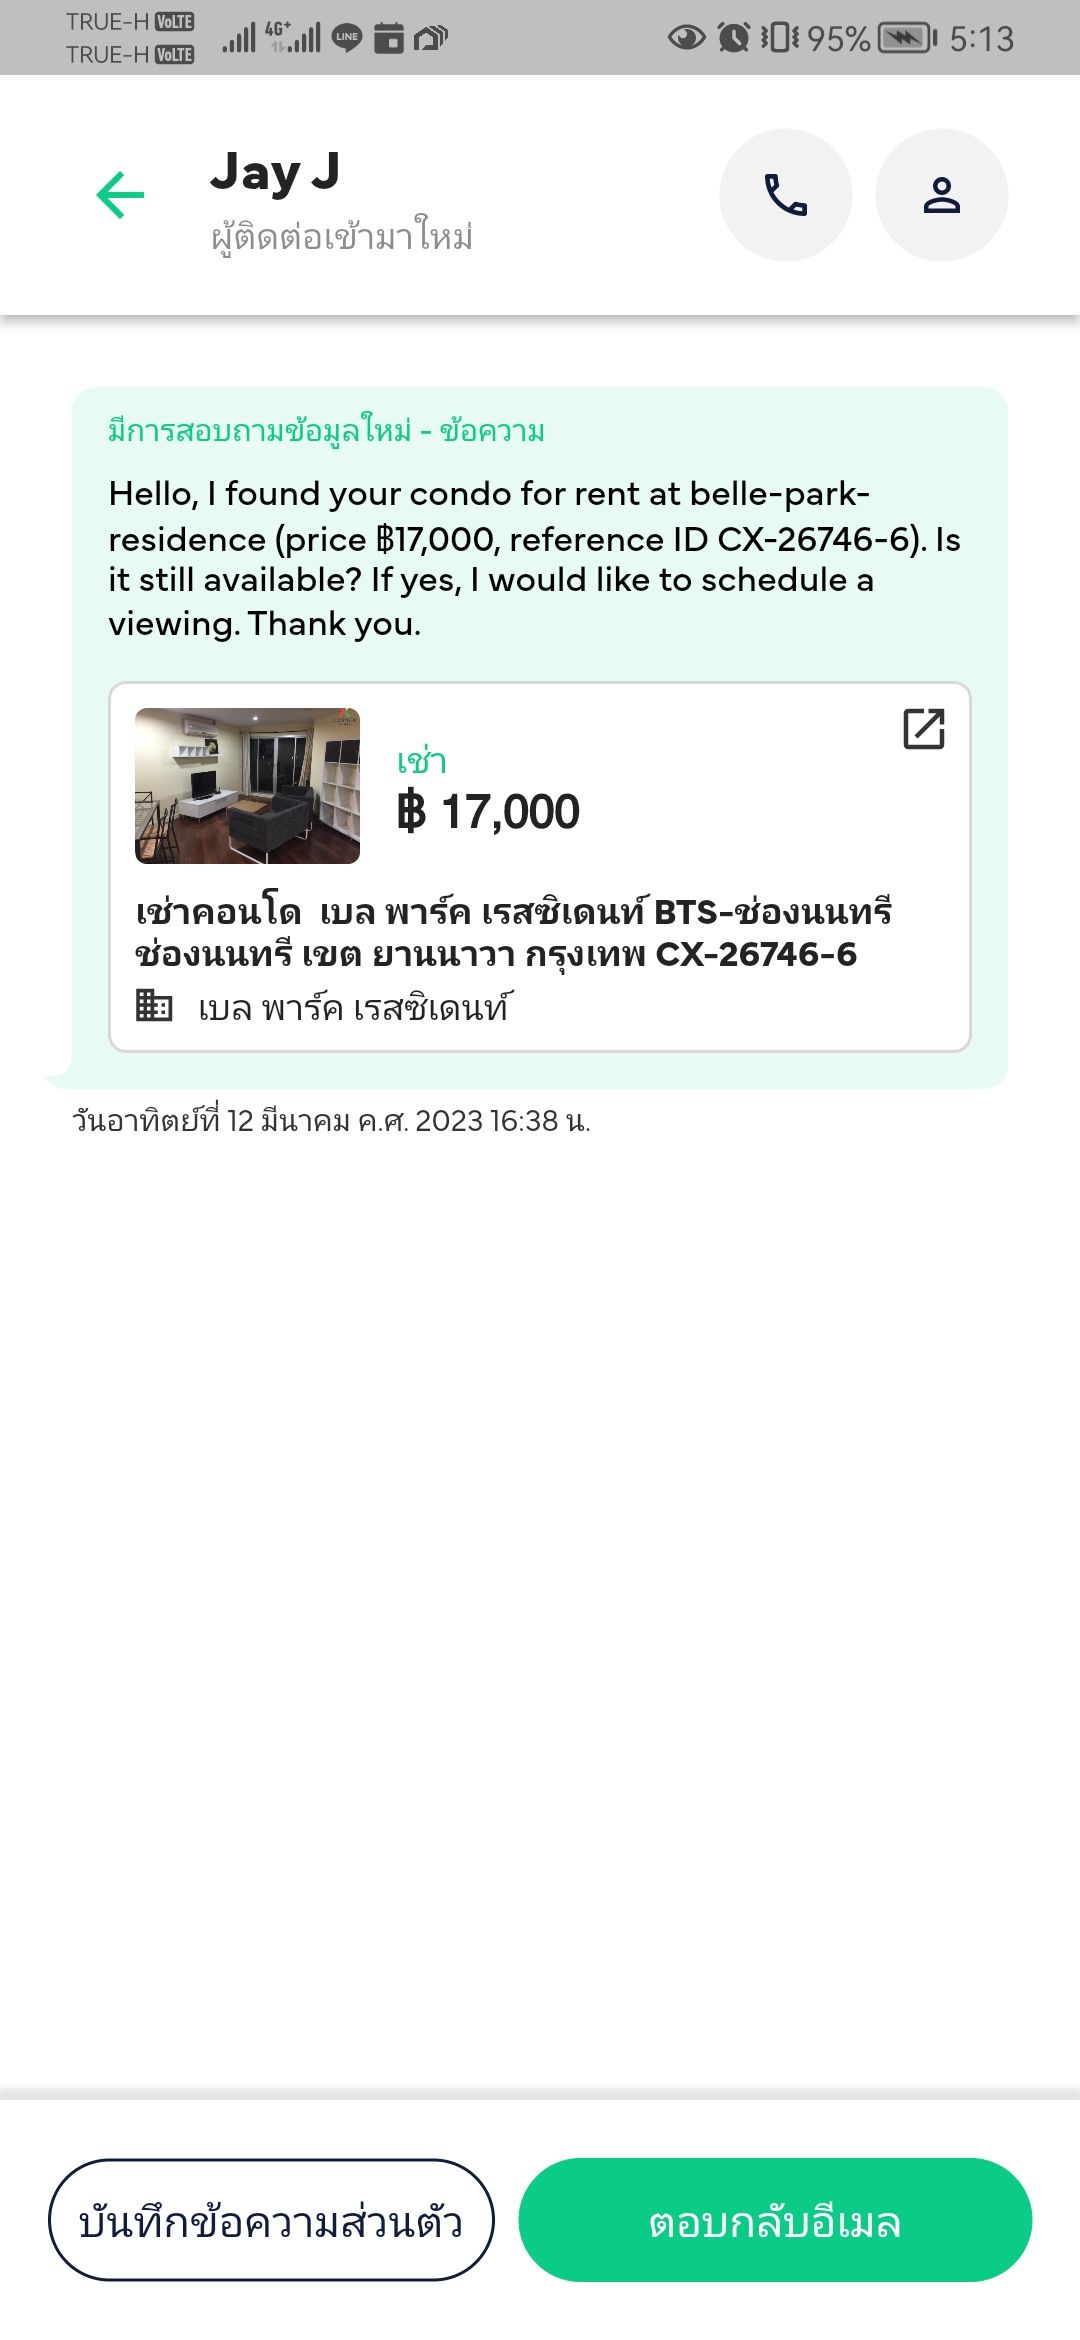 TRUE-H VoLTE
TRUE-H VoLTE
4G+
LINE
95%
5:13
Jay J
ผู้ติดต่อเข้ามาใหม่
มีการสอบถามข้อมูลใหม่ - ข้อความ
Hello, I found your condo for rent at belle-park-
residence (price ฿17,000, reference ID CX-26746-6). Is
it still available? If yes, I would like to schedule a
viewing. Thank you.
เช่า
฿ 17,000
เช่าคอนโด  เบล พาร์ค เรสซิเดนท์ BTS-ช่องนนทรี
ช่องนนทรี เขต ยานนาวา กรุงเทพ CX-26746-6
เบล พาร์ค เรสซิเดนท์
วันอาทิตย์ที่ 12 มีนาคม ค.ศ. 2023 16:38 น.
บันทึกข้อความส่วนตัว
ตอบกลับอีเมล